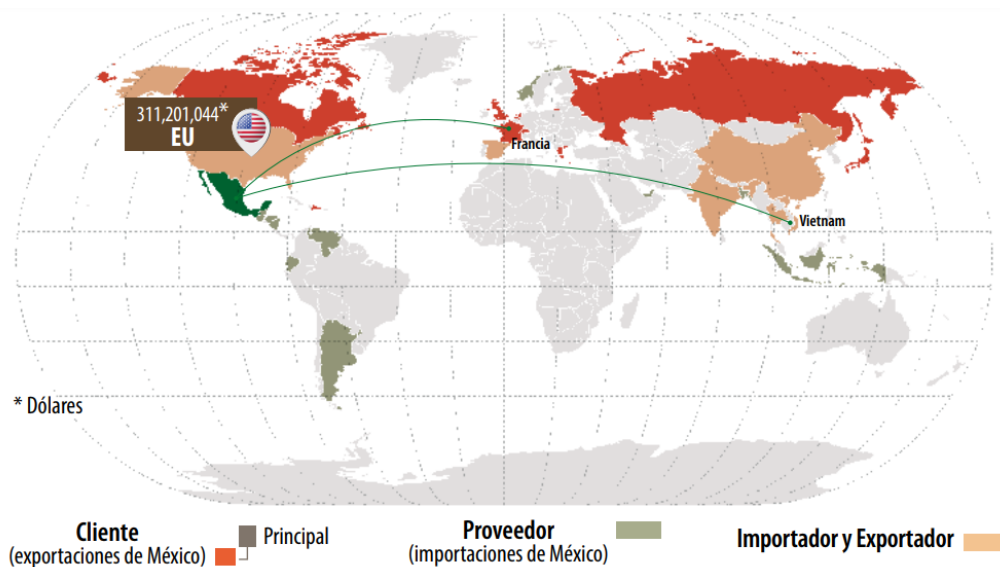 311,201,044*
EU
Francia
Vietnam
* Dólares
Cliente
(exportaciones de México)
Principal
Proveedor
(importaciones de México)
Importador y Exportador